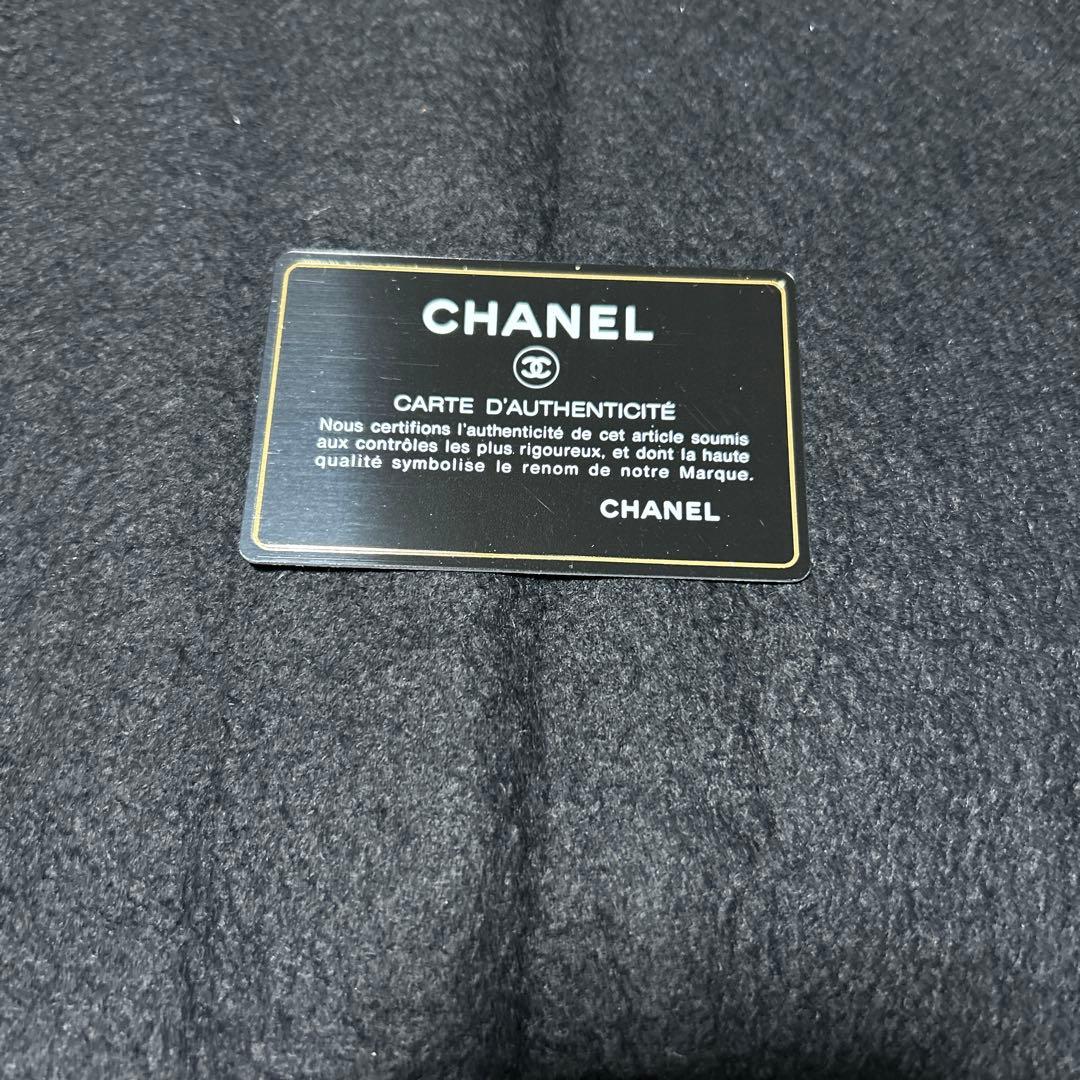 CHANEL
CARTE D'AUTHENTICITÉ
Nous certifions l'authenticité de cet article soumis
aux contrôles les plus rigoureux, et dont la haute
qualité symbolise le renom de notre Marque.
CHANEL